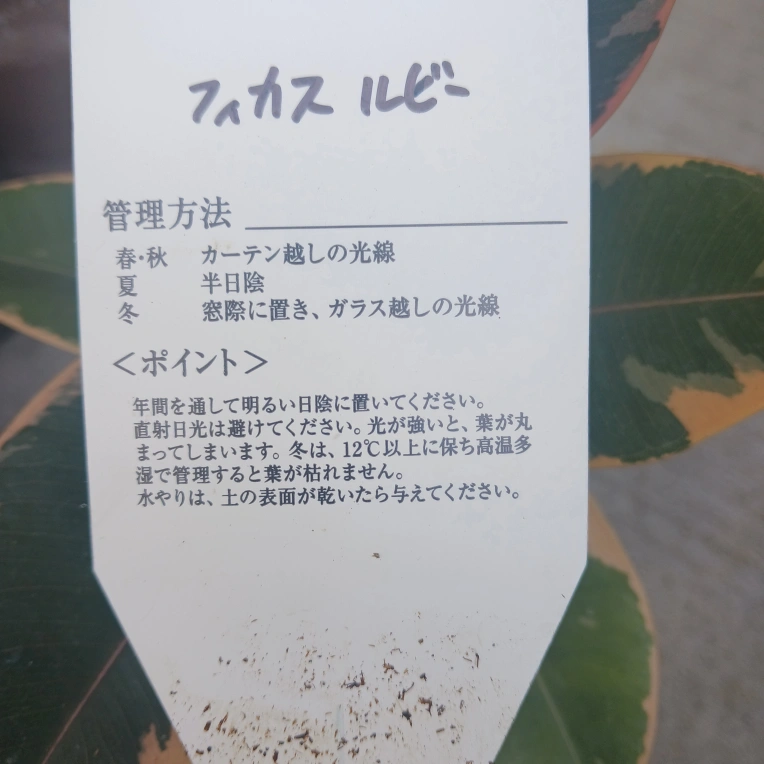 フィカス ルビー
管理方法
春・秋 カーテン越しの光線
夏 半日陰
冬 窓際に置き、ガラス越しの光線
＜ポイント＞
年間を通して明るい日陰に置いてください。
直射日光は避けてください。光が強いと、葉が丸
まってしまいます。冬は、12℃以上に保ち高温多
湿で管理すると葉が枯れません。
水やりは、土の表面が乾いたら与えてください。